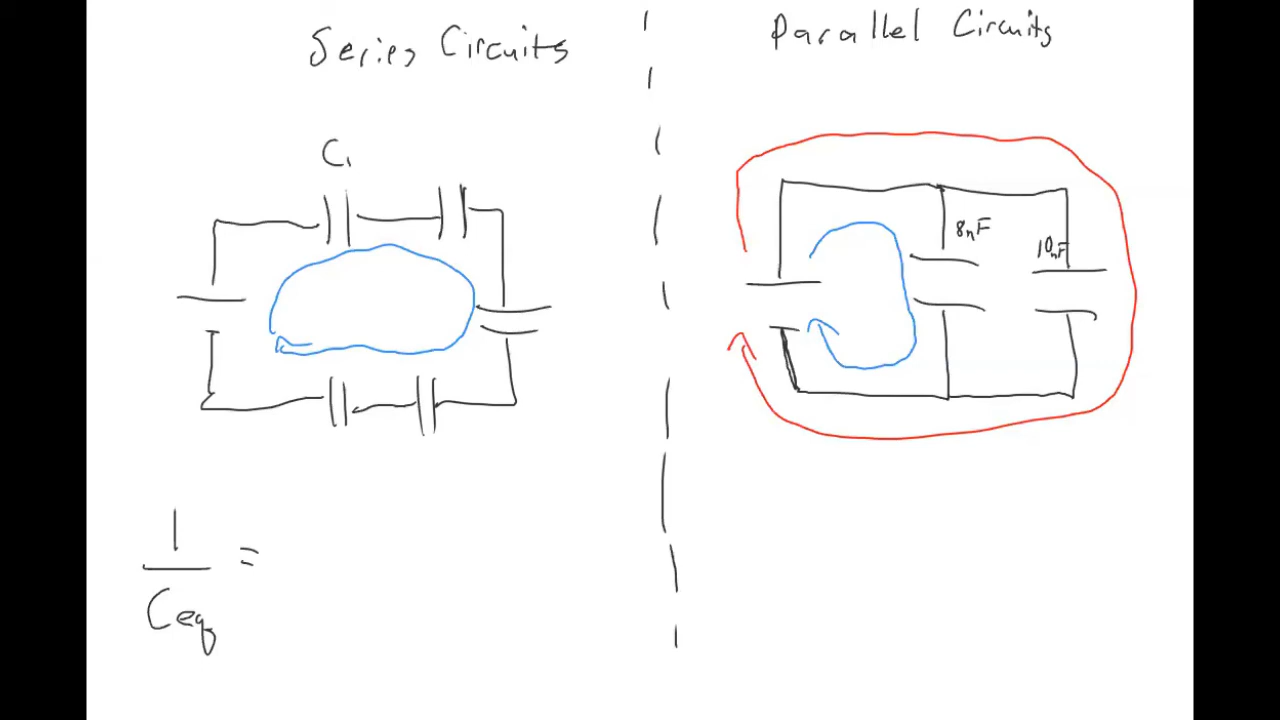 Series Circuits
Parallel Circuits
C₁
8nF
10nF
1
=
Ceq